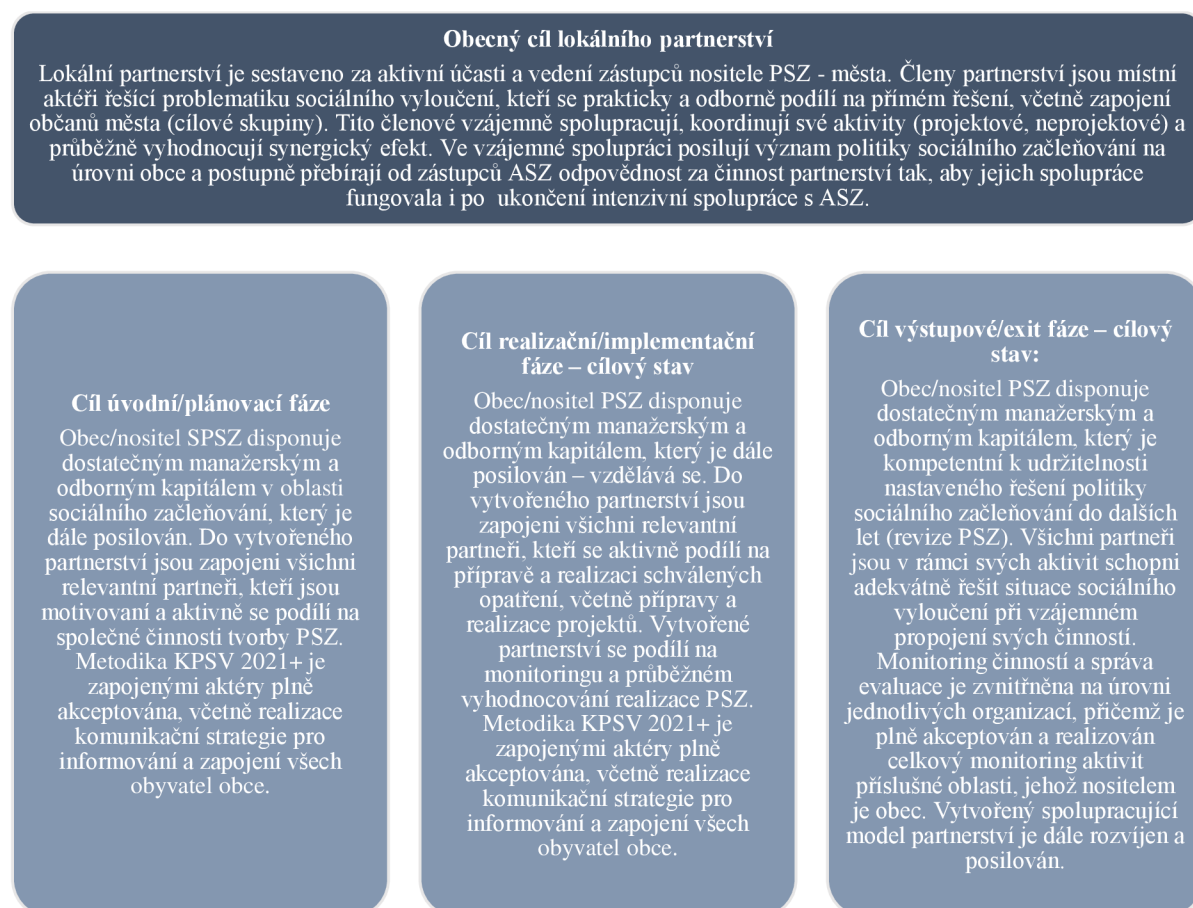 Obecný cíl lokálního partnerství
Lokální partnerství je sestaveno za aktivní účasti a vedení zástupců nositele PSZ - města. Členy partnerství jsou místní
aktéři řešící problematiku sociálního vyloučení, kteří se prakticky a odborně podílí na přímém řešení, včetně zapojení
občanů města (cílové skupiny). Tito členové vzájemně spolupracují, koordinují své aktivity (projektové, neprojektové) a
průběžně vyhodnocují synergický efekt. Ve vzájemné spolupráci posilují význam politiky sociálního začleňování na
úrovni obce a postupně přebírají od zástupců ASZ odpovědnost za činnost partnerství tak, aby jejich spolupráce
fungovala i po ukončení intenzivní spolupráce s ASZ.
Cíl úvodní/plánovací fáze
Obec/nositel SPSZ disponuje
dostatečným manažerským a
odborným kapitálem v oblasti
sociálního začleňování, který je
dále posilován. Do vytvořeného
partnerství jsou zapojeni všichni
relevantní partneři, kteří jsou
motivovaní a aktivně se podílí na
společné činnosti tvorby PSZ.
Metodika KPSV 2021+ je
zapojenými aktéry plně
akceptována, včetně realizace
komunikační strategie pro
informování a zapojení všech
obyvatel obce.
Cíl realizační/implementační
fáze – cílový stav
Obec/nositel PSZ disponuje
dostatečným manažerským a
odborným kapitálem, který je dále
posilován – vzdělává se. Do
vytvořeného partnerství jsou
zapojeni všichni relevantní
partneři, kteří se aktivně podílí na
přípravě a realizaci schválených
opatření, včetně přípravy a
realizace projektů. Vytvořené
partnerství se podílí na
monitoringu a průběžném
vyhodnocování realizace PSZ.
Metodika KPSV 2021+ je
zapojenými aktéry plně
akceptována, včetně realizace
komunikační strategie pro
informování a zapojení všech
obyvatel obce.
Cíl výstupové/exit fáze – cílový
stav:
Obec/nositel PSZ disponuje
dostatečným manažerským a
odborným kapitálem, který je
kompetentní k udržitelnosti
nastaveného řešení politiky
sociálního začleňování do dalších
let (revize PSZ). Všichni partneři
jsou v rámci svých aktivit schopni
adekvátně řešit situace sociálního
vyloučení při vzájemném
propojení svých činností.
Monitoring činností a správa
evaluace je zvnitřněna na úrovni
jednotlivých organizací, přičemž je
plně akceptován a realizován
celkový monitoring aktivit
příslušné oblasti, jehož nositelem
je obec. Vytvořený spolupracující
model partnerství je dále rozvíjen a
posilován.